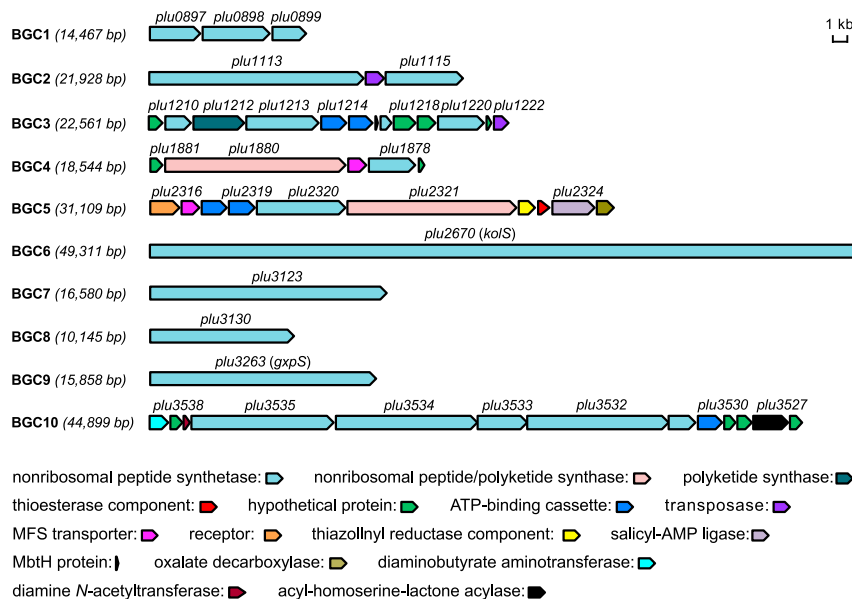 plu0897 plu0898 plu0899
BGC1 (14,467 bp)
1 kb
plu1113 plu1115
BGC2 (21,928 bp)
plu1210 plu1212 plu1213 plu1214 plu1218 plu1220 plu1222
BGC3 (22,561 bp)
plu1881 plu1880 plu1878
BGC4 (18,544 bp)
plu2316 plu2319 plu2320 plu2321 plu2324
BGC5 (31,109 bp)
plu2670 (kolS)
BGC6 (49,311 bp)
plu3123
BGC7 (16,580 bp)
plu3130
BGC8 (10,145 bp)
plu3263 (gxpS)
BGC9 (15,858 bp)
plu3538 plu3535 plu3534 plu3533 plu3532 plu3530 plu3527
BGC10 (44,899 bp)
nonribosomal peptide synthetase: nonribosomal peptide/polyketide synthase: polyketide synthase:
thioesterase component: hypothetical protein: ATP-binding cassette: transposase:
MFS transporter: receptor: thiazollnyl reductase component: salicyl-AMP ligase:
MbtH protein: oxalate decarboxylase: diaminobutyrate aminotransferase:
diamine N-acetyltransferase: acyl-homoserine-lactone acylase: